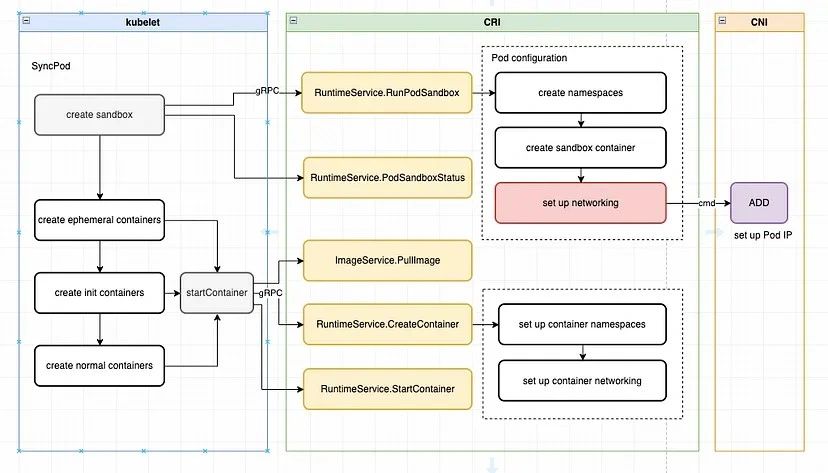 kubelet
CRI
CNI
SyncPod
Pod configuration
create sandbox
gRPC
RuntimeService.RunPodSandbox
create namespaces
create sandbox container
RuntimeService.PodSandboxStatus
set up networking
cmd
ADD
set up Pod IP
create ephemeral containers
ImageService.PullImage
create init containers
startContainer
gRPC
RuntimeService.CreateContainer
set up container namespaces
create normal containers
set up container networking
RuntimeService.StartContainer